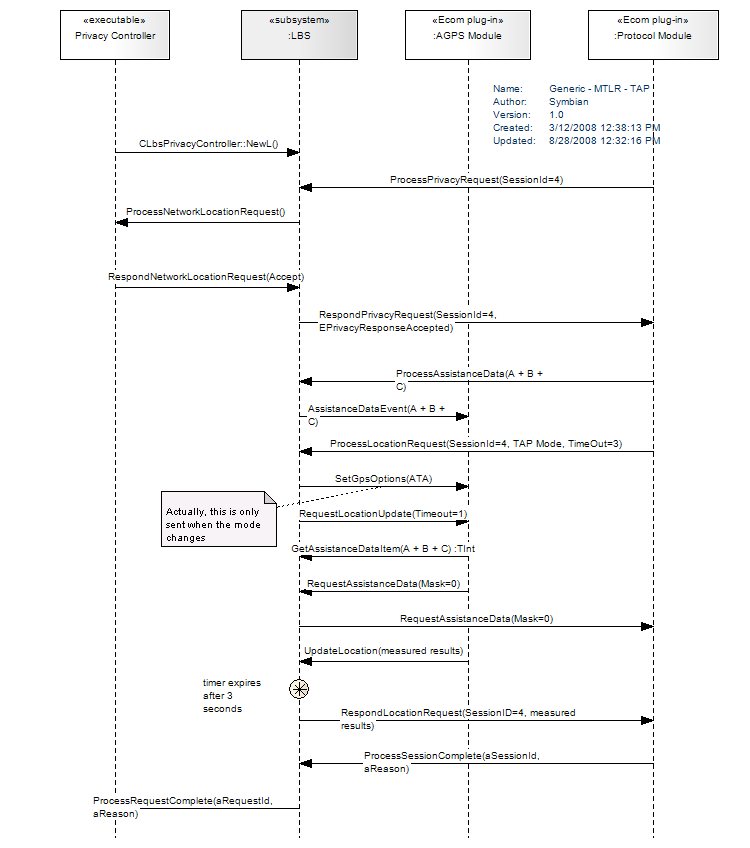 «executable»
Privacy Controller
«subsystem»
:LBS
«Ecom plug-in»
:AGPS Module
«Ecom plug-in»
:Protocol Module
Name: Generic - MTLR - TAP
Author: Symbian
Version: 1.0
Created: 3/12/2008 12:38:13 PM
Updated: 8/28/2008 12:32:16 PM
CLbsPrivacyController::NewL()
ProcessPrivacyRequest(SessionId=4)
ProcessNetworkLocationRequest()
RespondNetworkLocationRequest(Accept)
RespondPrivacyRequest(SessionId=4,
EPrivacyResponseAccepted)
ProcessAssistanceData(A + B +
C)
AssistanceDataEvent(A + B +
C)
ProcessLocationRequest(SessionId=4, TAP Mode, TimeOut=3)
SetGpsOptions(ATA)
Actually, this is only
sent when the mode
changes
RequestLocationUpdate(Timeout=1)
GetAssistanceDataItem(A + B + C) :TInt
RequestAssistanceData(Mask=0)
RequestAssistanceData(Mask=0)
UpdateLocation(measured results)
timer expires
after 3
seconds
RespondLocationRequest(SessionID=4, measured
results)
ProcessSessionComplete(aSessionId,
aReason)
ProcessRequestComplete(aRequestId,
aReason)